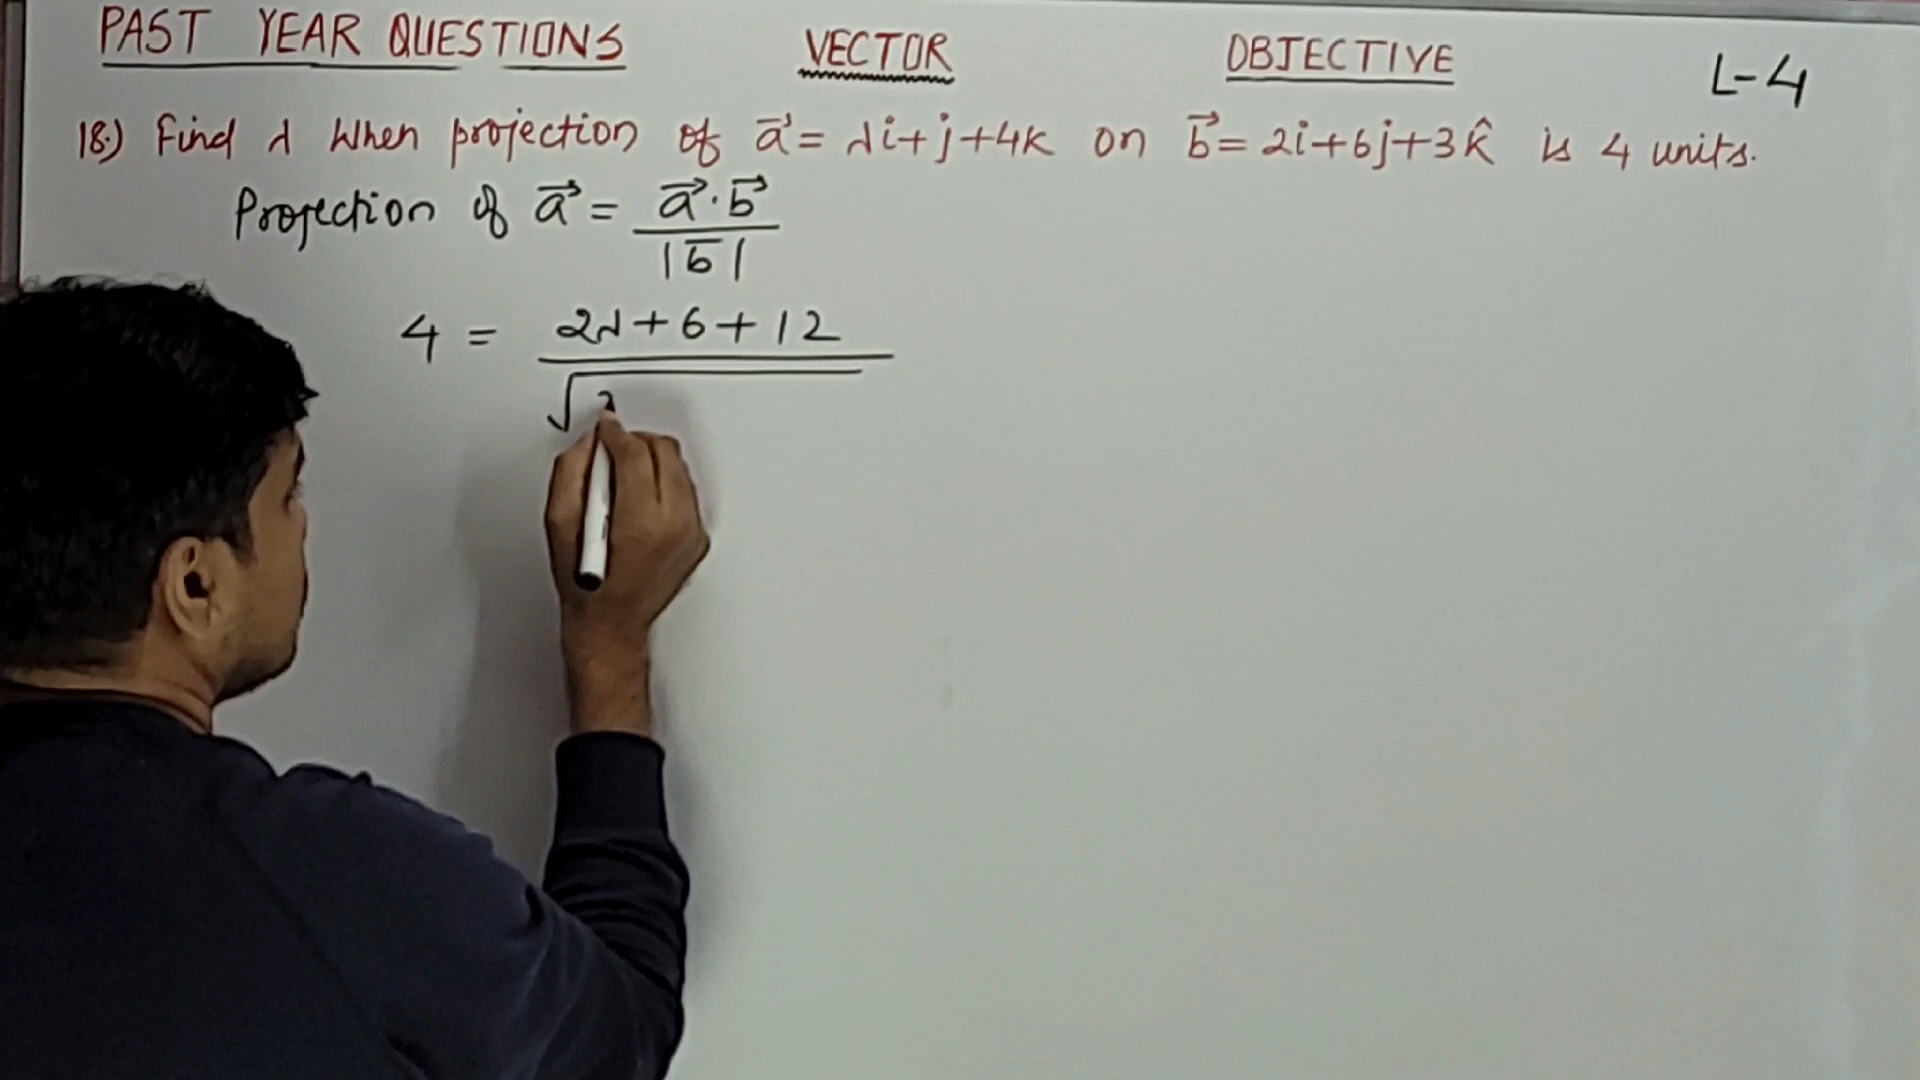 PAST YEAR QUESTIONS VECTOR OBJECTIVE L-4
18.) Find λ When projection of a⃗ = λi+j+4k on b⃗ = 2i+6j+3k̂ is 4 units.
Projection of a⃗ = a⃗·b⃗ / |b̅|
4 = 2λ+6+12
√2